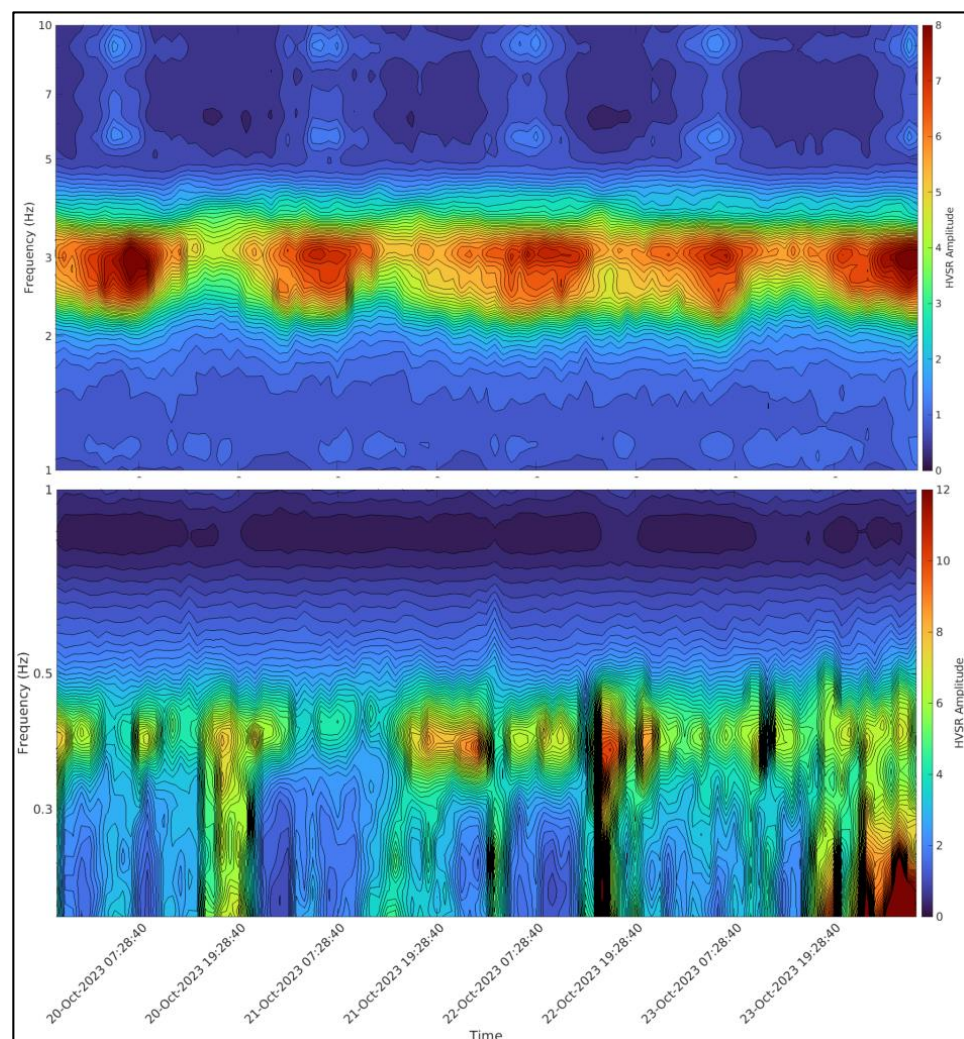 10
7
5
3
2
1
Frequency (Hz)
8
7
6
5
4
3
2
1
0
HVSR Amplitude
1
0.5
0.3
Frequency (Hz)
12
10
8
6
4
2
0
HVSR Amplitude
20-Oct-2023 07:28:40
20-Oct-2023 19:28:40
21-Oct-2023 07:28:40
21-Oct-2023 19:28:40
22-Oct-2023 07:28:40
22-Oct-2023 19:28:40
23-Oct-2023 07:28:40
23-Oct-2023 19:28:40
Time